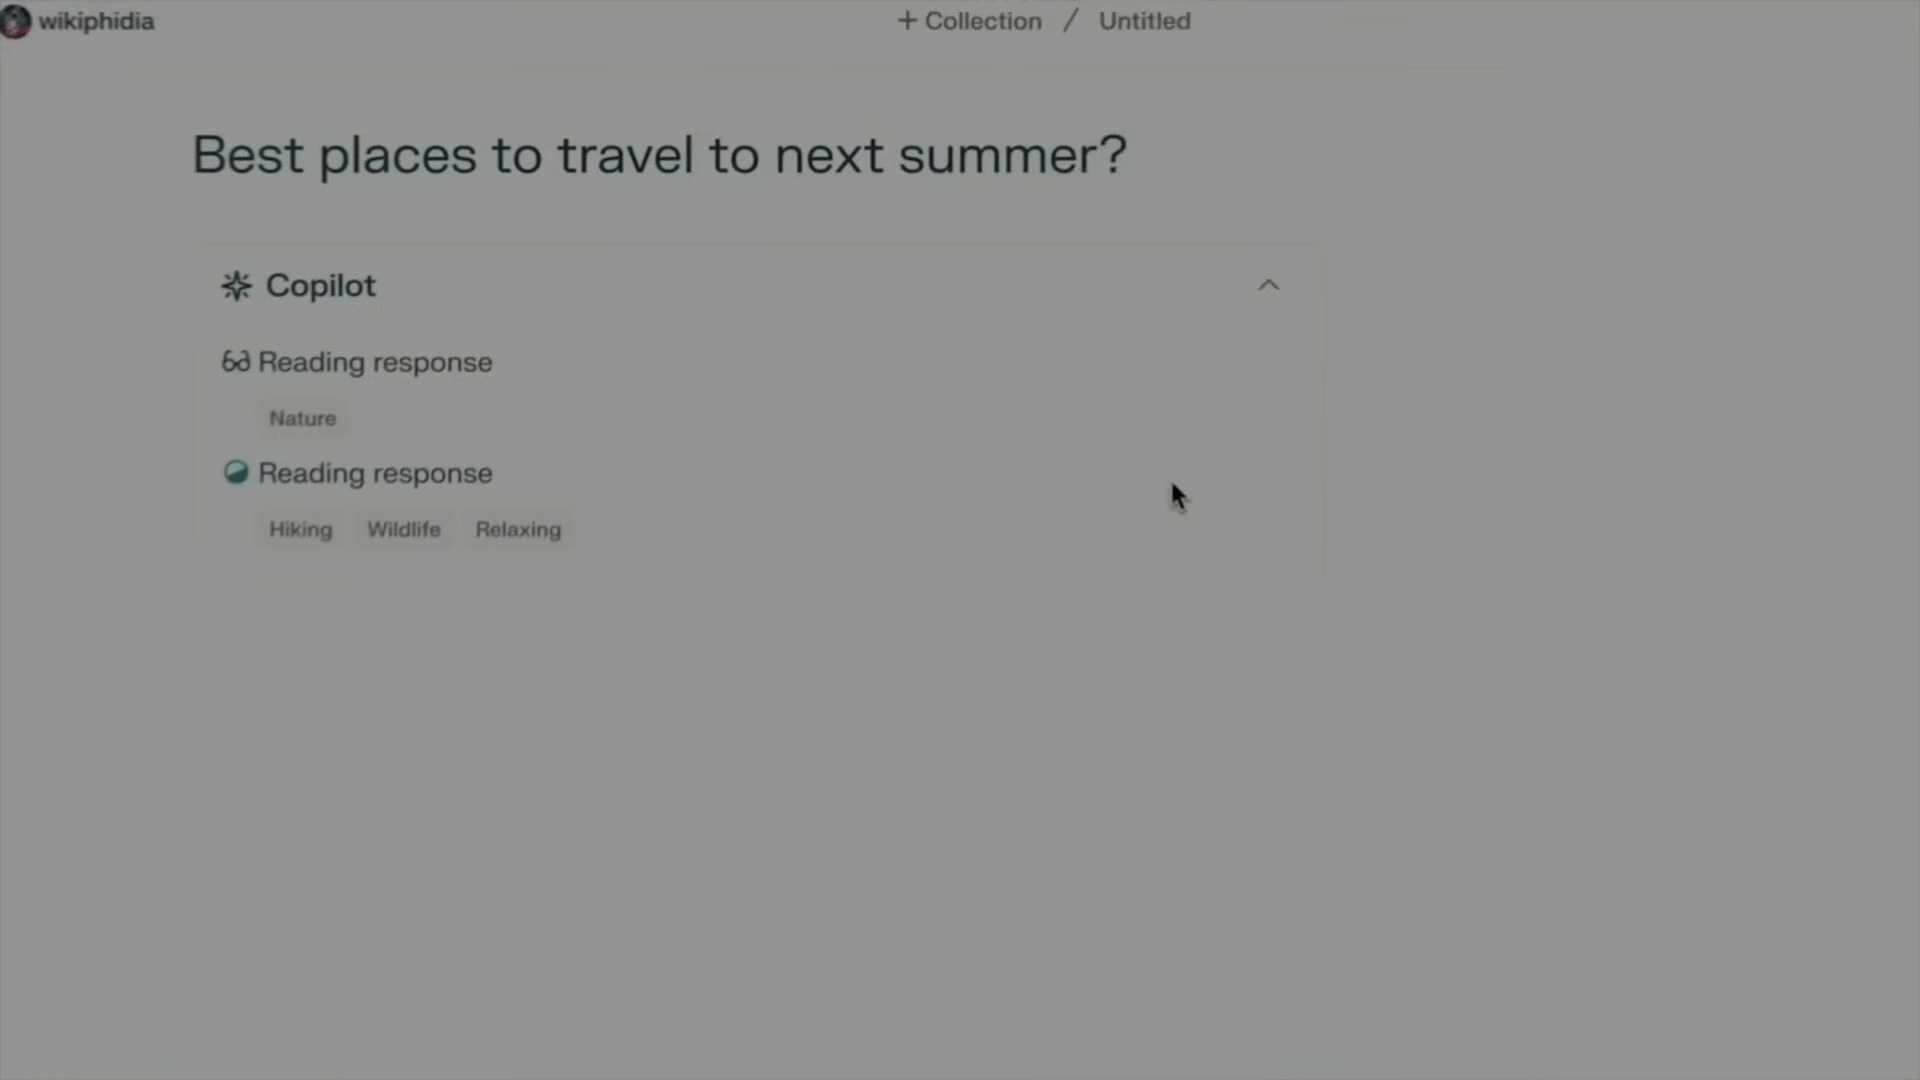 wikiphidia
+ Collection / Untitled
Best places to travel to next summer?
Copilot
Reading response
Nature
Reading response
Hiking Wildlife Relaxing